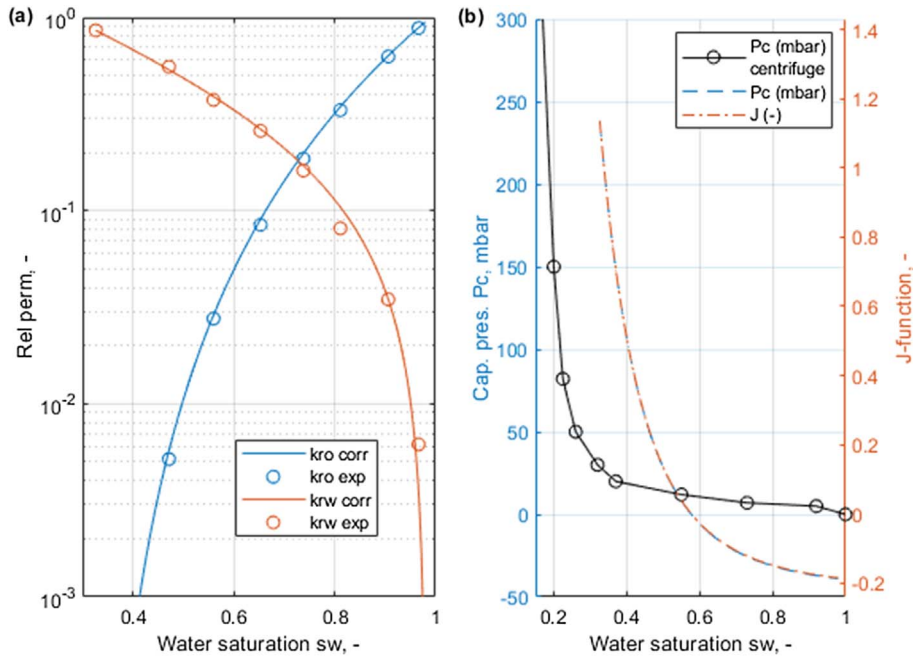 (a)
10^0
10^-1
10^-2
10^-3
Rel perm, -
0.4
0.6
0.8
1
Water saturation sw, -
kro corr
kro exp
krw corr
krw exp
(b)
300
250
200
150
100
50
0
-50
Cap. pres. Pc, mbar
0.2
0.4
0.6
0.8
1
Water saturation sw, -
Pc (mbar)
centrifuge
Pc (mbar)
J (-)
1.4
1.2
1
0.8
0.6
0.4
0.2
0
-0.2
J-function, -